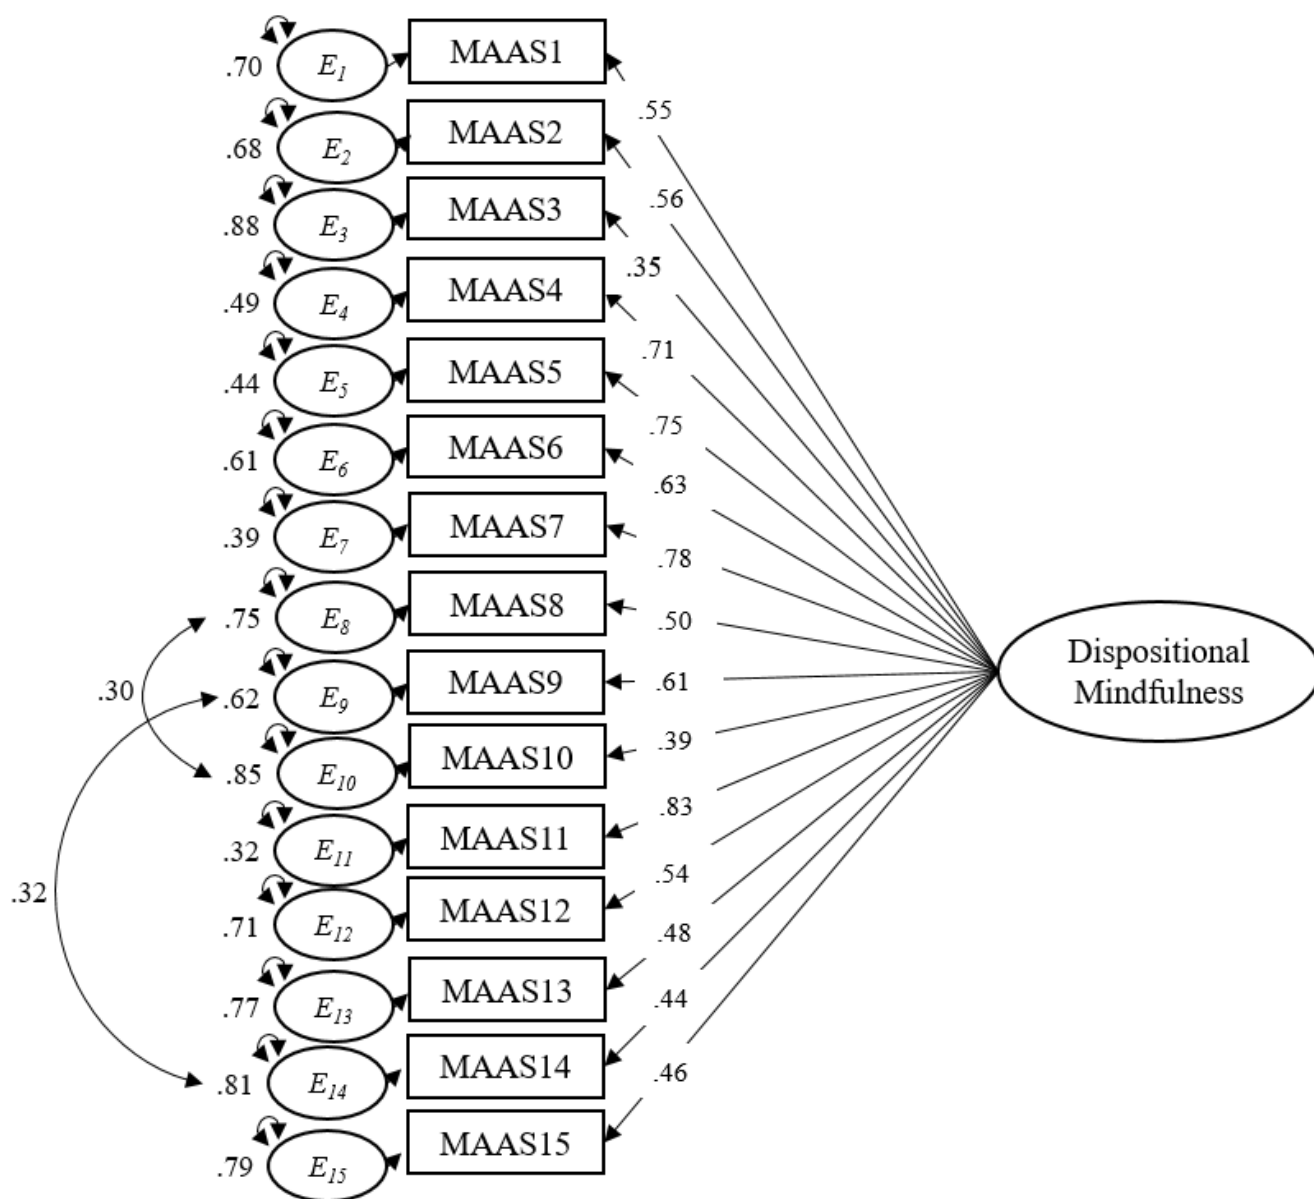 .70 E1 MAAS1 .55
.68 E2 MAAS2 .56
.88 E3 MAAS3 .35
.49 E4 MAAS4 .71
.44 E5 MAAS5 .75
.61 E6 MAAS6 .63
.39 E7 MAAS7 .78
.75 E8 MAAS8 .50
.30
.62 E9 MAAS9 .61
.85 E10 MAAS10 .39
.32 E11 MAAS11 .83
.32
.71 E12 MAAS12 .54
.77 E13 MAAS13 .48
.81 E14 MAAS14 .44
.79 E15 MAAS15 .46
Dispositional
Mindfulness